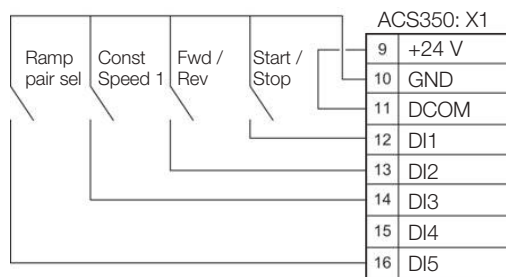 ACS350: X1
Ramp
pair sel
Const
Speed 1
Fwd /
Rev
Start /
Stop
9 +24 V
10 GND
11 DCOM
12 DI1
13 DI2
14 DI3
15 DI4
16 DI5